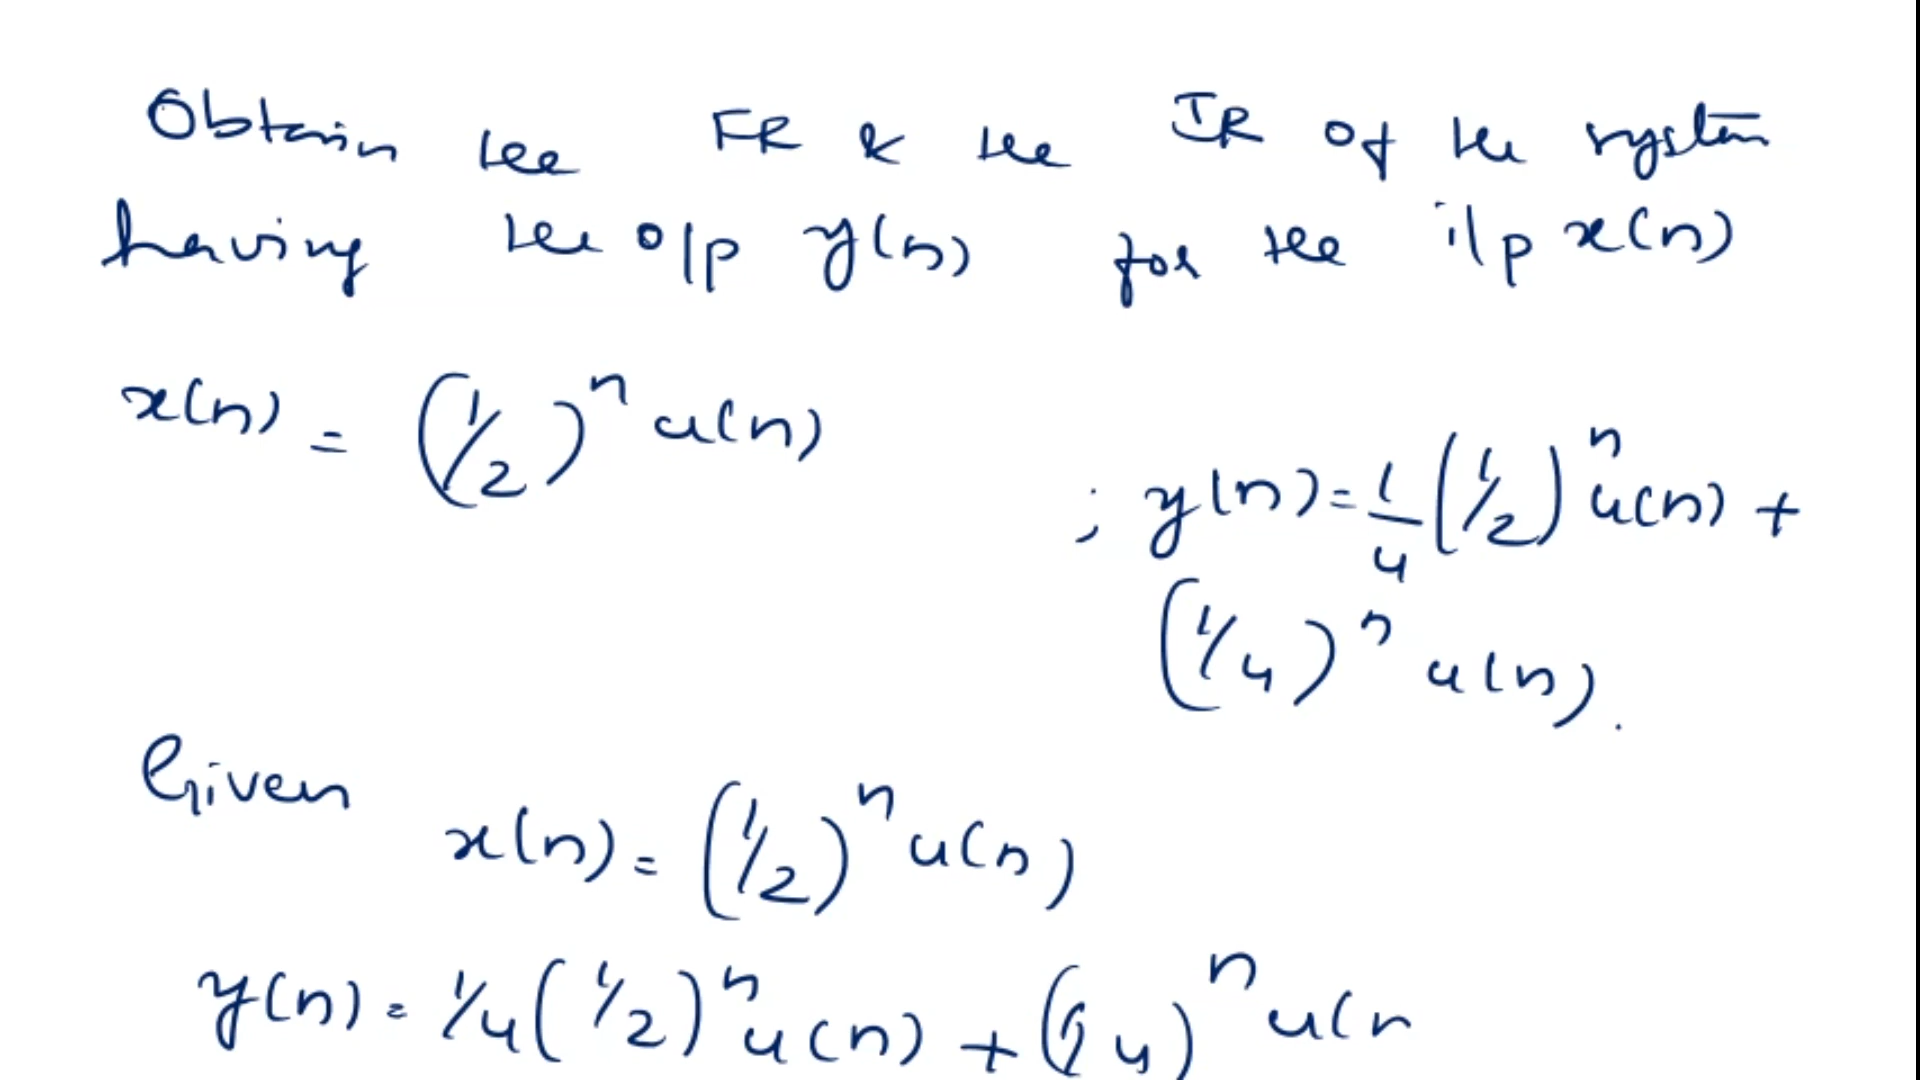 Obtain the FR & the IR of the system
having the o/p y(n) for the i/p x(n)
x(n) = (1/2)^n u(n)
; y(n) = 1/4 (1/2)^n u(n) +
(1/4)^n u(n).
Given
x(n) = (1/2)^n u(n)
y(n) = 1/4 (1/2)^n u(n) + (1/4)^n u(n